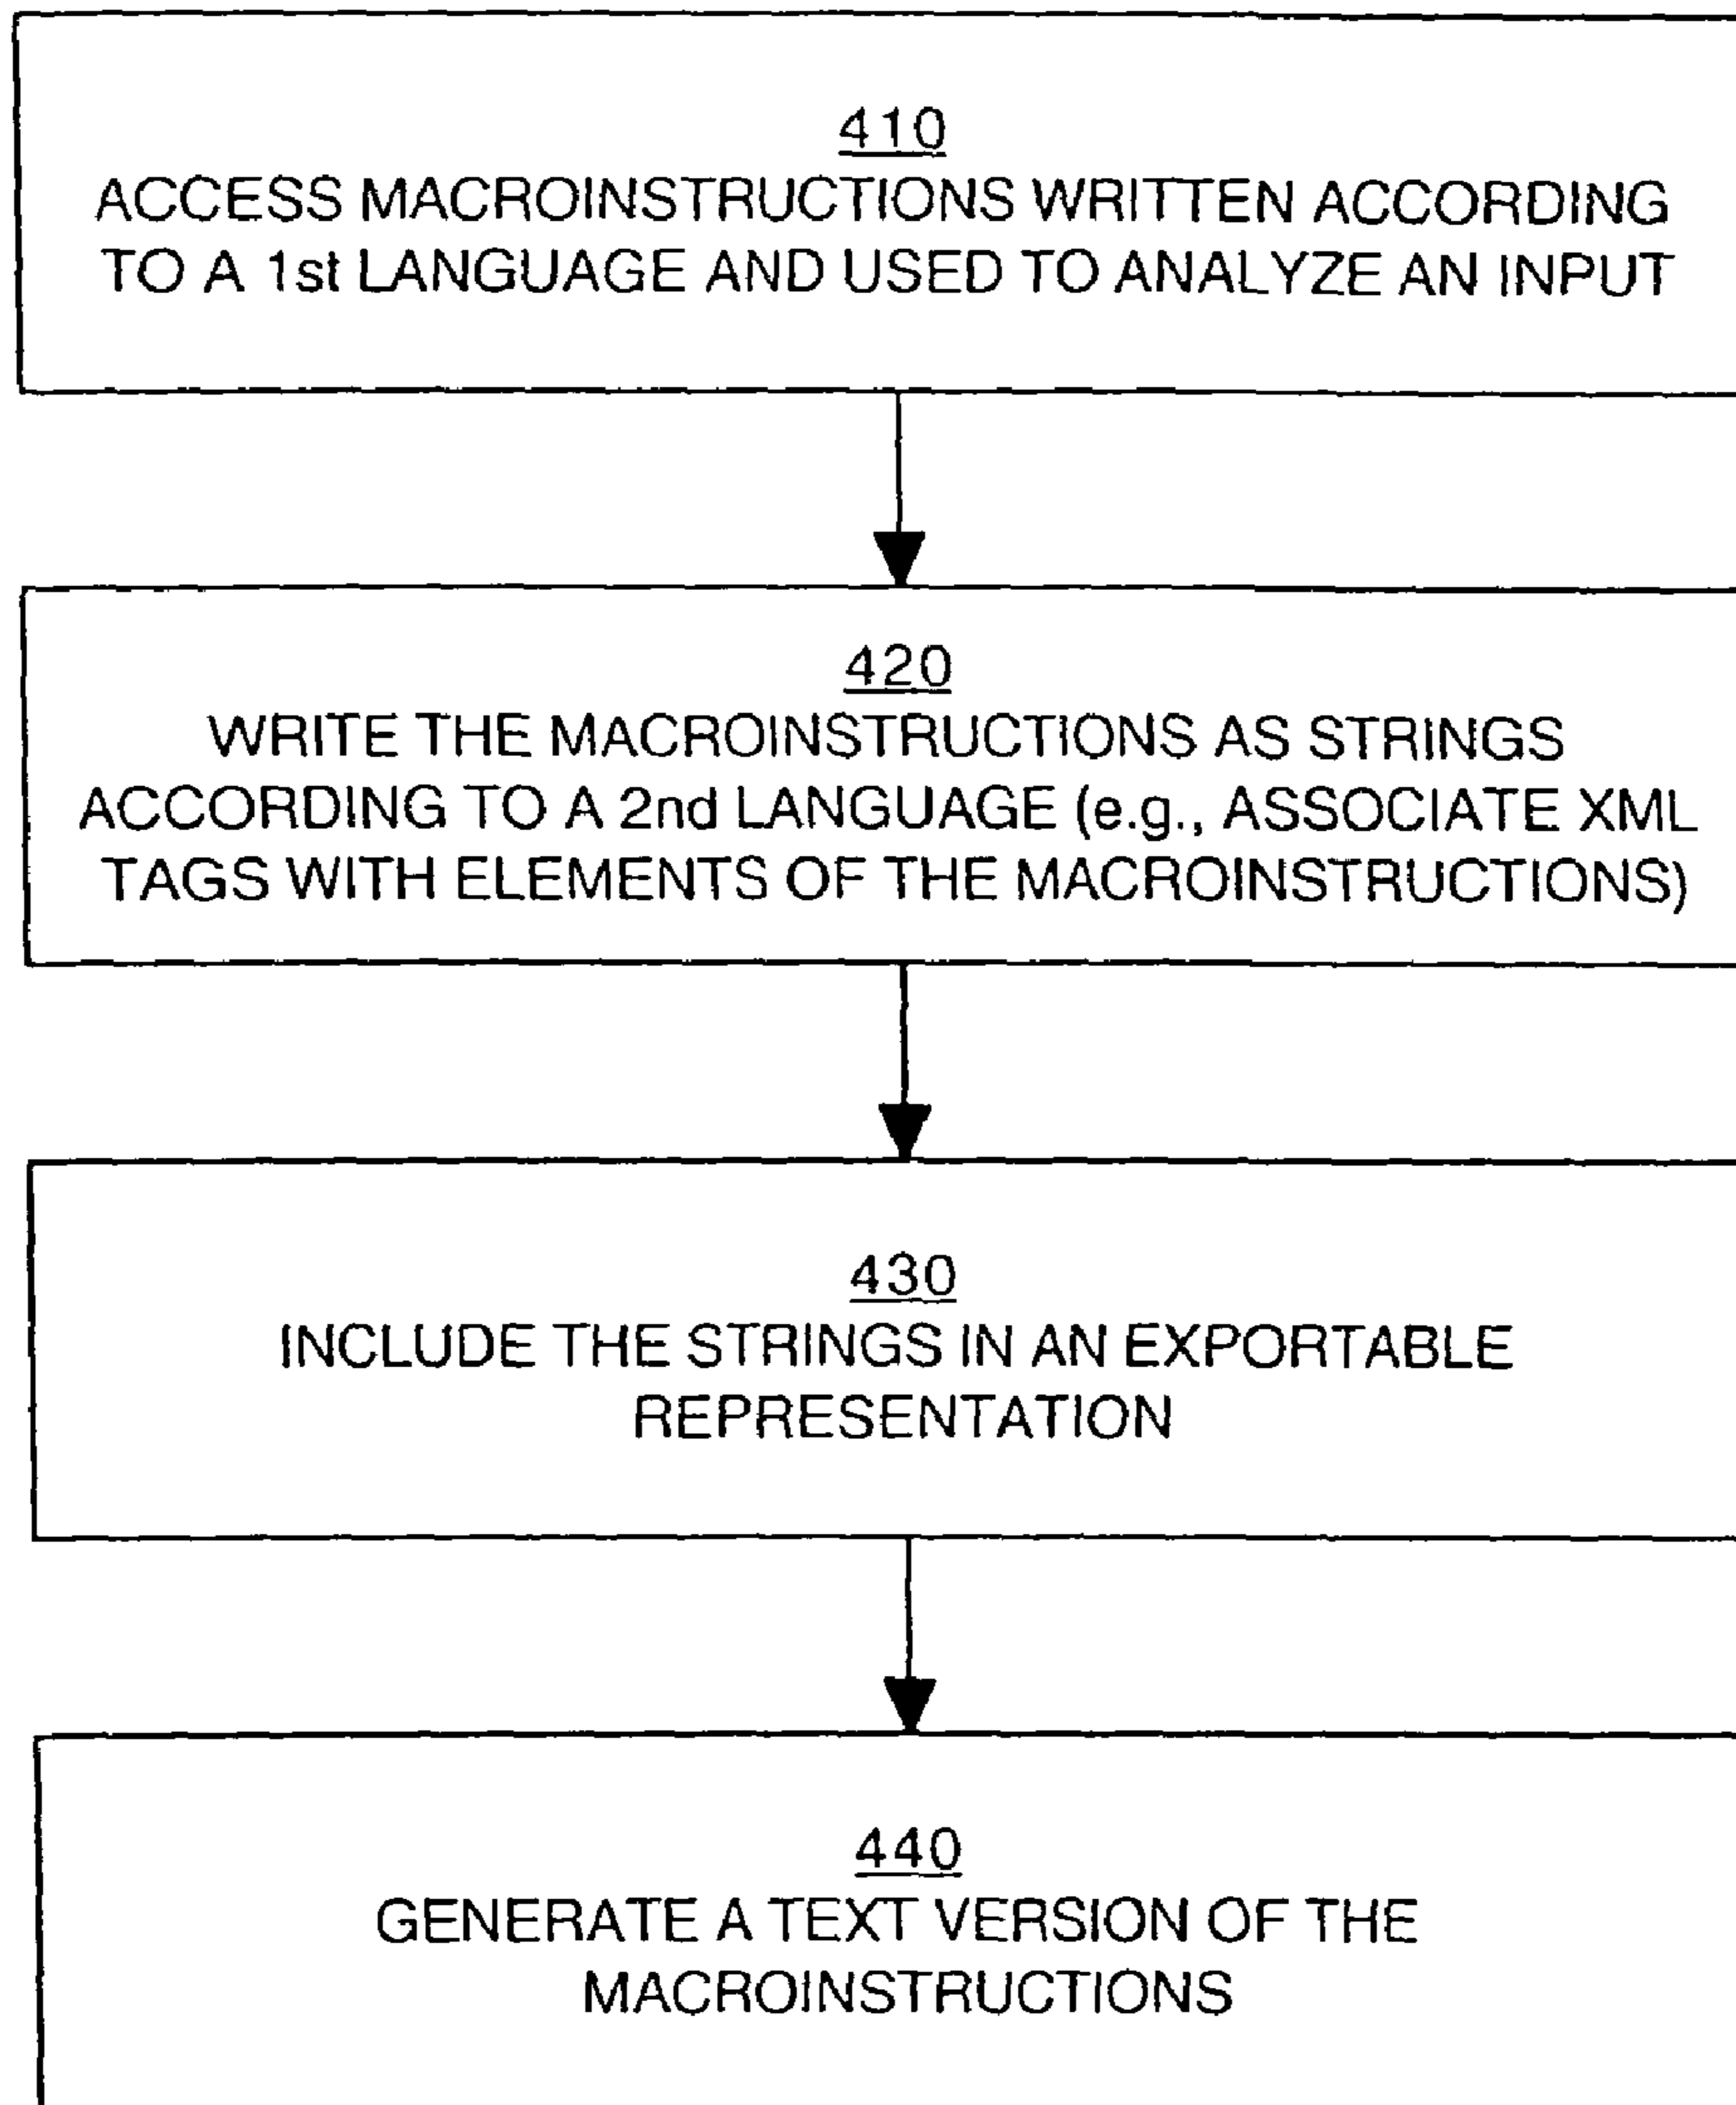 410
ACCESS MACROINSTRUCTIONS WRITTEN ACCORDING
TO A 1st LANGUAGE AND USED TO ANALYZE AN INPUT
420
WRITE THE MACROINSTRUCTIONS AS STRINGS
ACCORDING TO A 2nd LANGUAGE (e.g., ASSOCIATE XML
TAGS WITH ELEMENTS OF THE MACROINSTRUCTIONS)
430
INCLUDE THE STRINGS IN AN EXPORTABLE
REPRESENTATION
440
GENERATE A TEXT VERSION OF THE
MACROINSTRUCTIONS